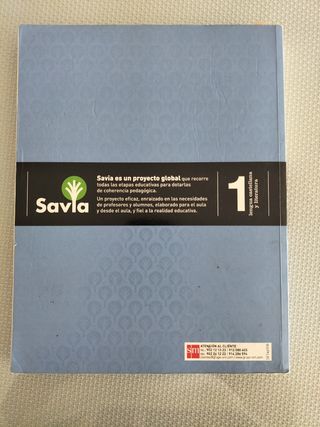 Savia
Savia es un proyecto global que recorre
todas las etapas educativas para dotarlas
de coherencia pedagógica.
Un proyecto eficaz, enraizado en las necesidades
de profesores y alumnos, elaborado para el aula
y desde el aula, y fiel a la realidad educativa.
1
lengua castellana
y literatura
sm
ATENCIÓN AL CLIENTE